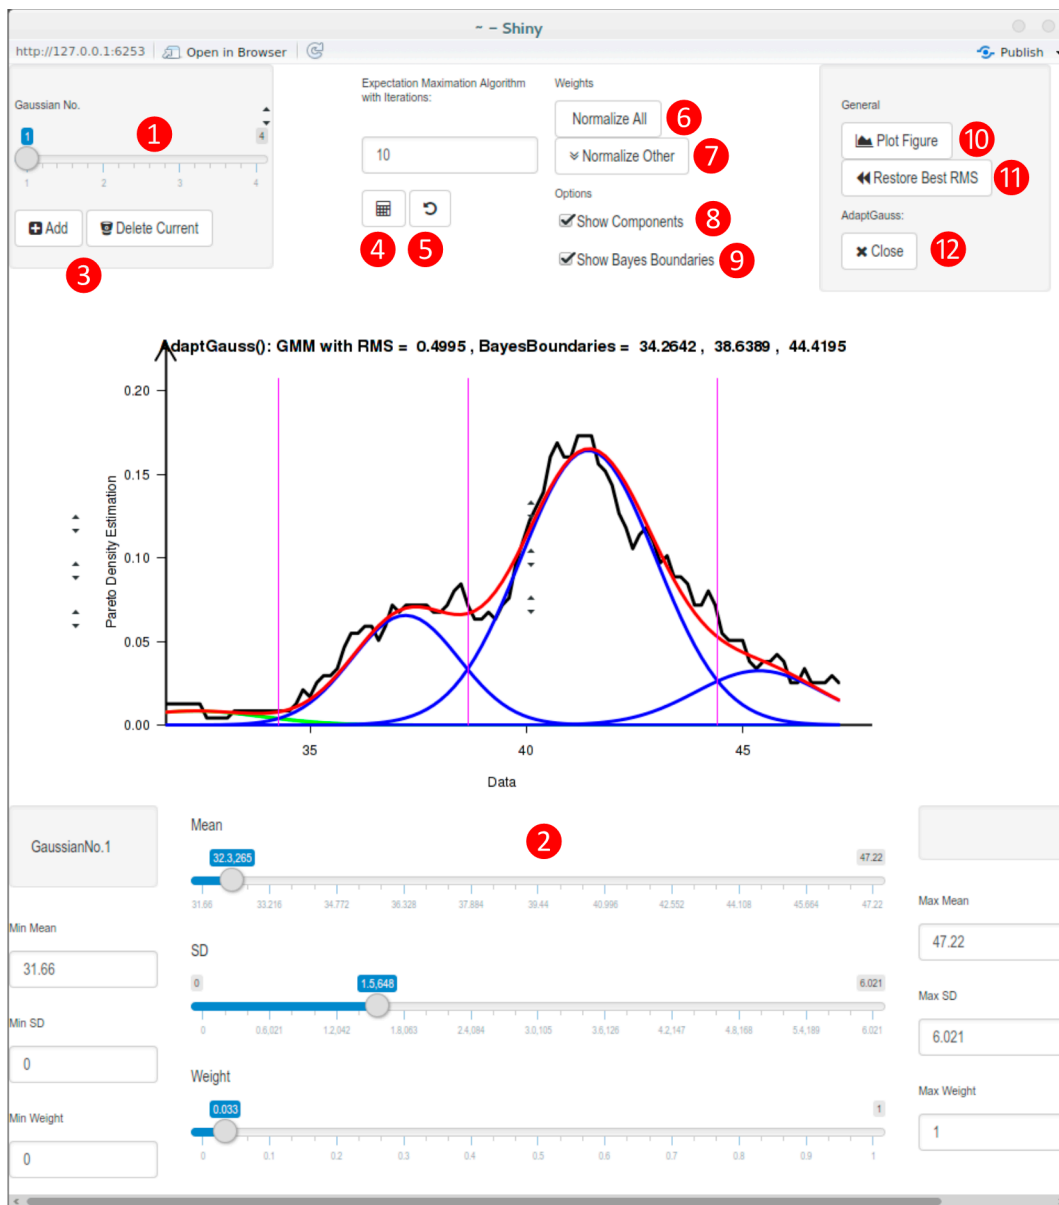 ~ – Shiny
http://127.0.0.1:6253 Open in Browser Publish
Gaussian No.
1 4
1 2 3 4
1
Add Delete Current
3
Expectation Maximation Algorithm
with Iterations:
10
4 5
Weights
Normalize All 6
Normalize Other 7
Options
Show Components 8
Show Bayes Boundaries 9
General
Plot Figure 10
Restore Best RMS 11
AdaptGauss:
Close 12
AdaptGauss(): GMM with RMS = 0.4995 , BayesBoundaries = 34.2642 , 38.6389 , 44.4195
Pareto Density Estimation
0.20
0.15
0.10
0.05
0.00
35 40 45
Data
GaussianNo.1
Min Mean
31.66
Min SD
0
Min Weight
0
Mean
2
32.3,265 47.22
31.66 33.216 34.772 36.328 37.884 39.44 40.996 42.552 44.108 45.664 47.22
SD
0 1.5,648 6.021
0 0.6,021 1.2,042 1.8,063 2.4,084 3.0,105 3.6,126 4.2,147 4.8,168 5.4,189 6.021
Weight
0.033 1
0 0.1 0.2 0.3 0.4 0.5 0.6 0.7 0.8 0.9 1
Max Mean
47.22
Max SD
6.021
Max Weight
1